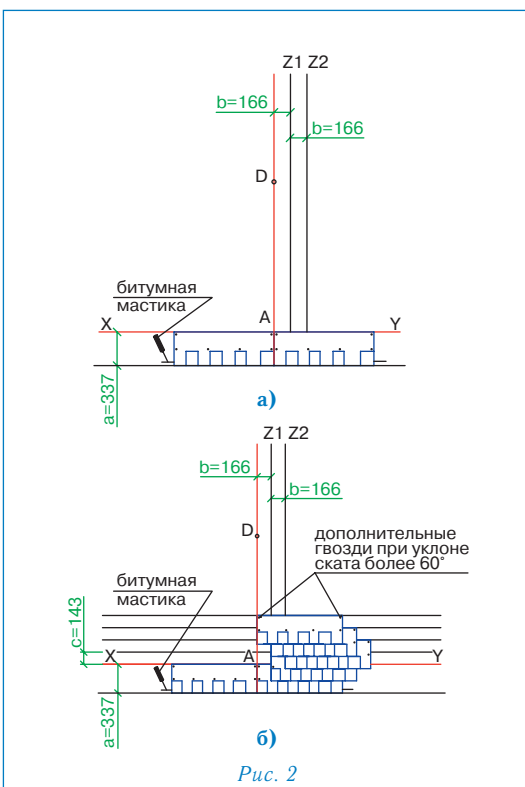 Z1 Z2
b=166
b=166
D
битумная
мастика
X
A
Y
a=337
а)
Z1 Z2
b=166
b=166
D
дополнительные
гвозди при уклоне
ската более 60°
битумная
мастика
c=143
X
A
Y
a=337
б)
Рис. 2